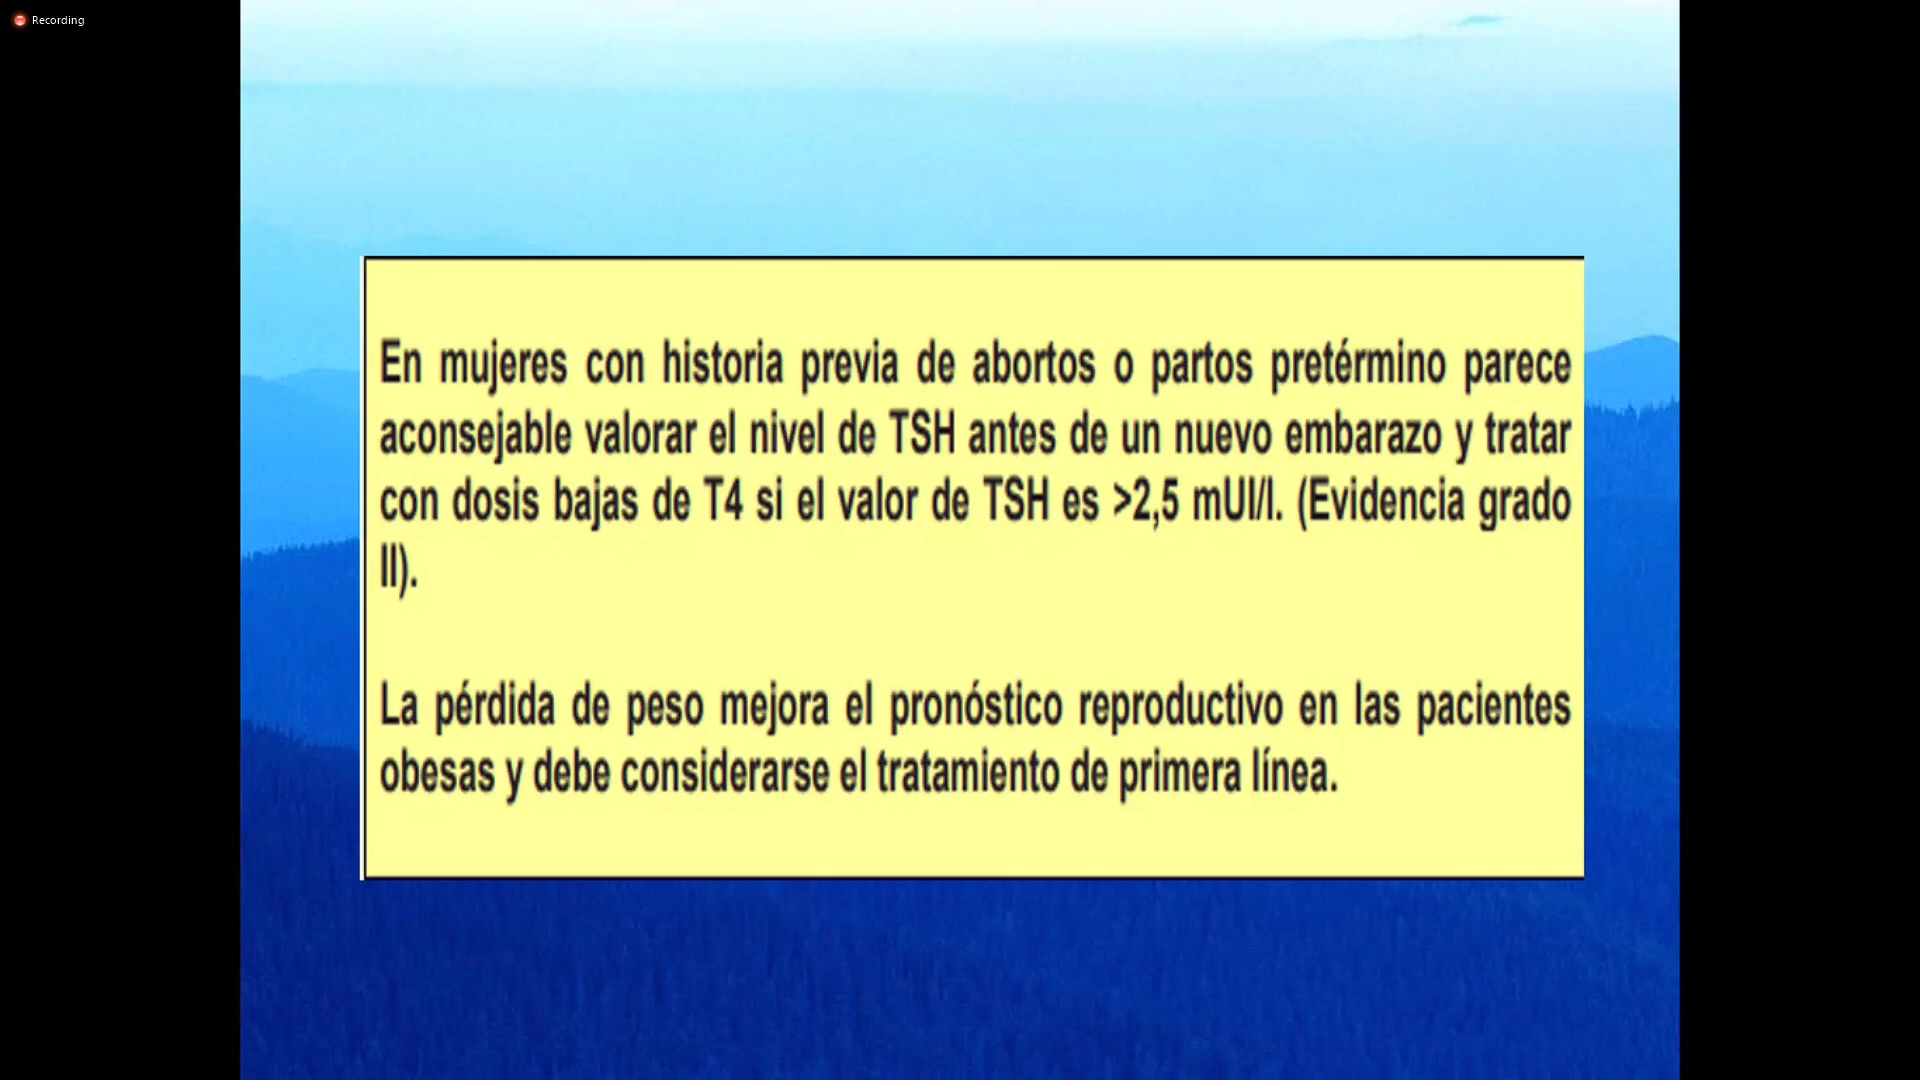 Recording
En mujeres con historia previa de abortos o partos pretérmino parece
aconsejable valorar el nivel de TSH antes de un nuevo embarazo y tratar
con dosis bajas de T4 si el valor de TSH es >2,5 mUI/l. (Evidencia grado
II).
La pérdida de peso mejora el pronóstico reproductivo en las pacientes
obesas y debe considerarse el tratamiento de primera línea.